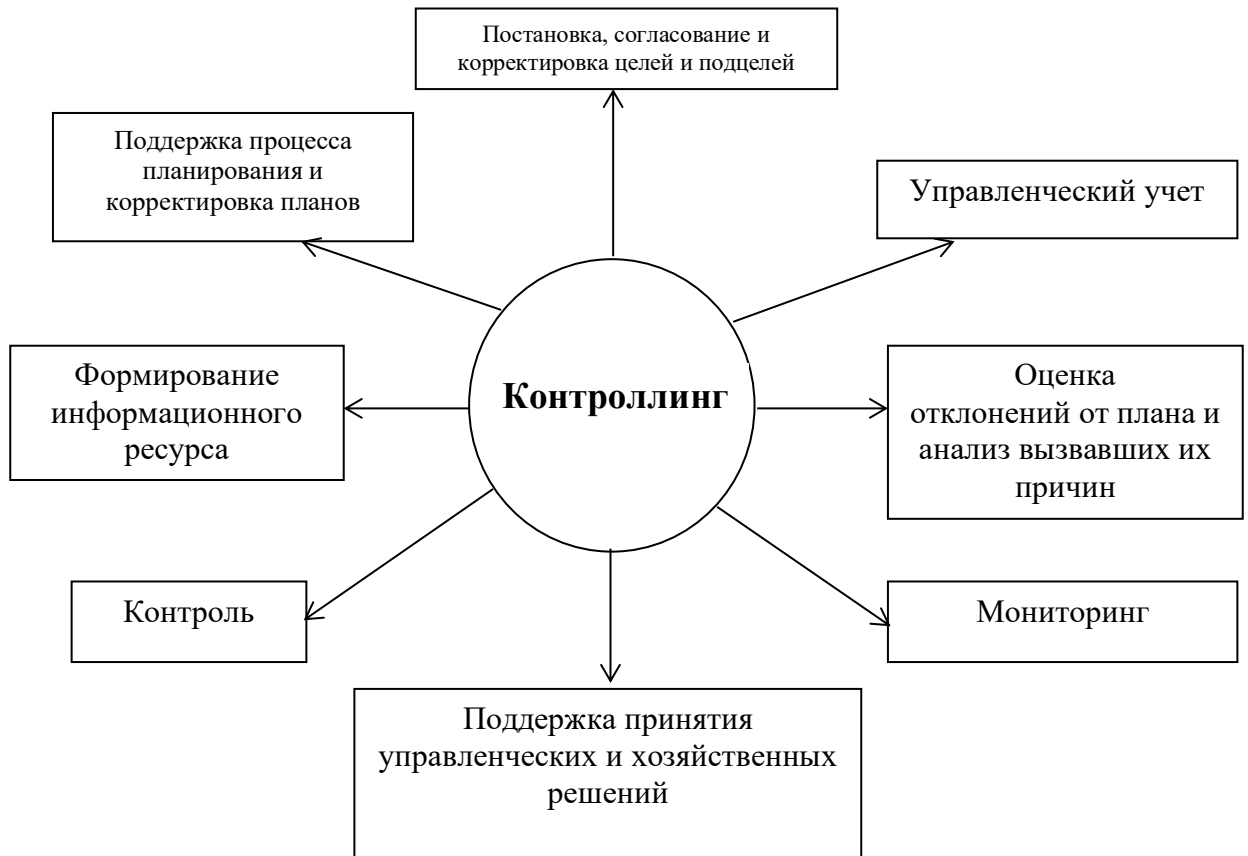 Постановка, согласование и
корректировка целей и подцелей
Поддержка процесса
планирования и
корректировка планов
Управленческий учет
Формирование
информационного
ресурса
Контроллинг
Оценка
отклонений от плана и
анализ вызвавших их
причин
Контроль
Мониторинг
Поддержка принятия
управленческих и хозяйственных
решений